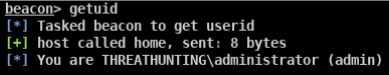 beacon> getuid
[*] Tasked beacon to get userid
[+] host called home, sent: 8 bytes
[*] You are THREATHUNTING\administrator (admin)